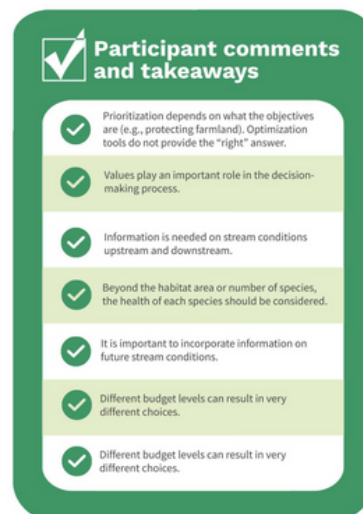 Participant comments
and takeaways
Prioritization depends on what the objectives
are (e.g., protecting farmland). Optimization
tools do not provide the “right” answer.
Values play an important role in the decision-
making process.
Information is needed on stream conditions
upstream and downstream.
Beyond the habitat area or number of species,
the health of each species should be considered.
It is important to incorporate information on
future stream conditions.
Different budget levels can result in very
different choices.
Different budget levels can result in very
different choices.